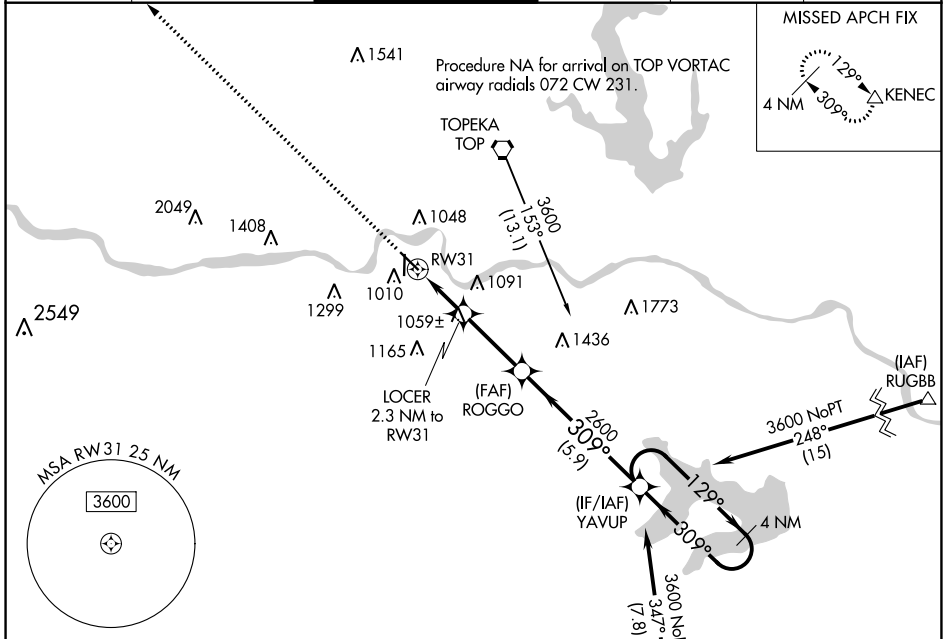 1541
Procedure NA for arrival on TOP VORTAC
airway radials 072 CW 231.
MISSED APCH FIX
129°
4 NM
309°
KENEC
TOPEKA
TOP
3600
153°
(13.1)
2049
1408
1048
RW31
1010
1091
1299
1059±
1773
2549
1165
1436
LOCER
2.3 NM to
RW31
(FAF)
ROGGO
(IAF)
RUGBB
3600 NoPT
248°
(15)
2600
309°
(5.9)
MSA RW31 25 NM
3600
(IF/IAF)
YAVUP
129°
4 NM
309°
3600
347°
(7.8)